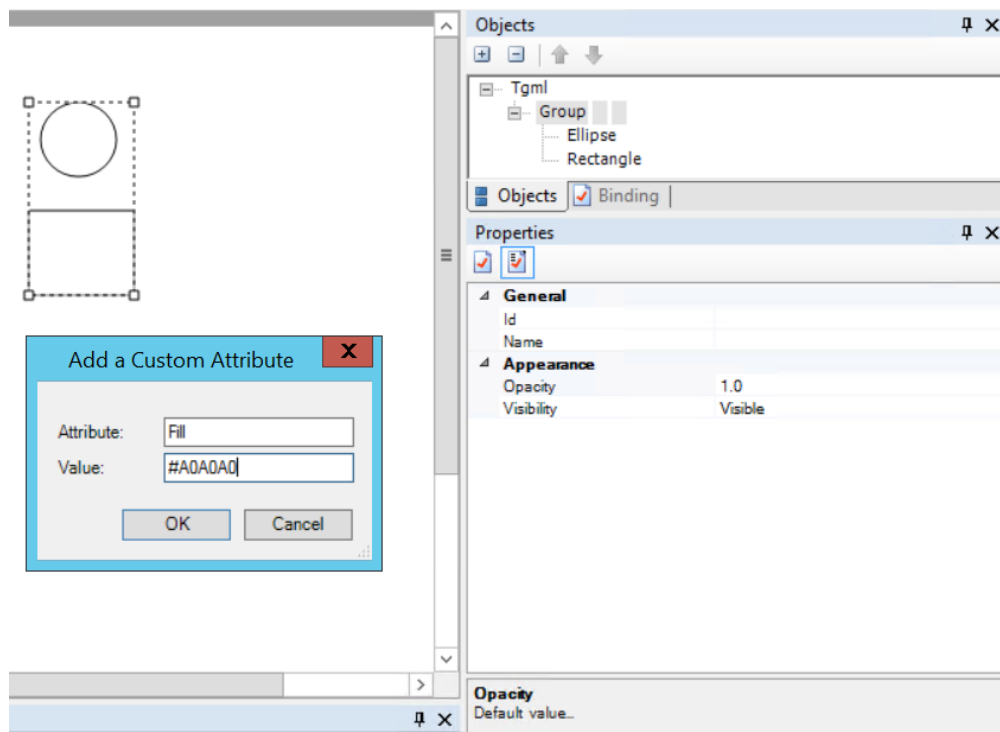 Objects
Tgml
Group
Ellipse
Rectangle
Objects
Binding
Properties
General
Id
Name
Appearance
Opacity 1.0
Visibility Visible
Add a Custom Attribute
X
Attribute: Fill
Value: #A0A0A0
OK Cancel
Opacity
Default value...